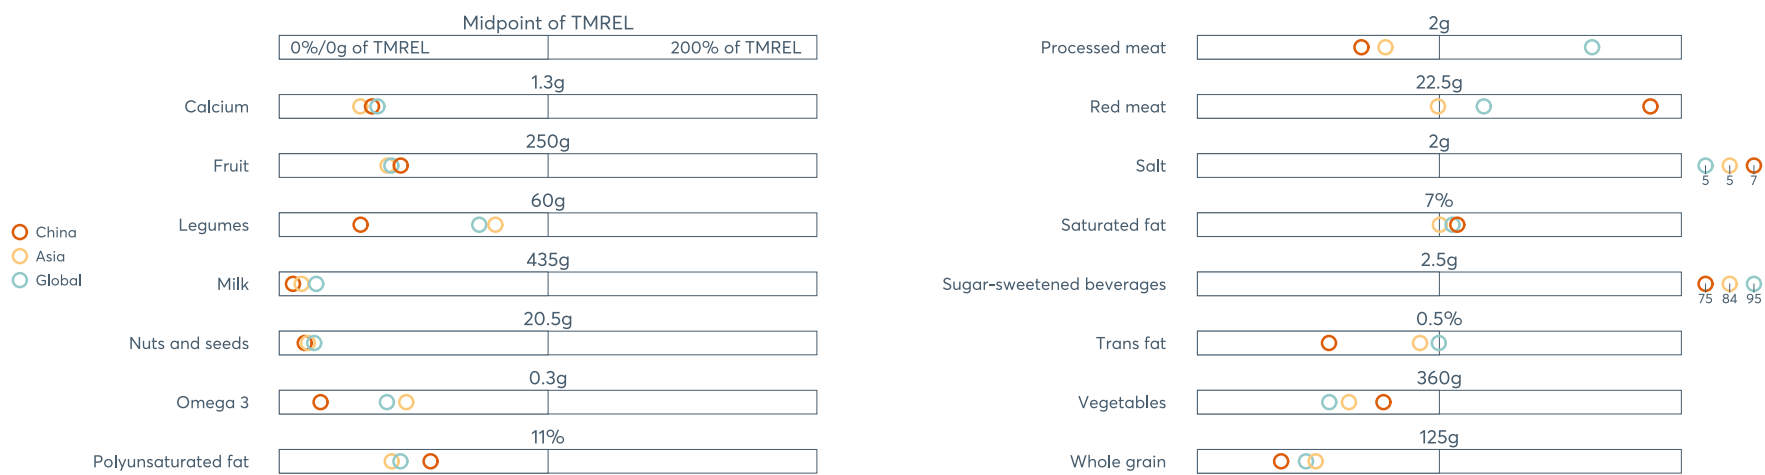 Midpoint of TMREL
0%/0g of TMREL 200% of TMREL
1.3g
Calcium
250g
Fruit
60g
Legumes
435g
Milk
20.5g
Nuts and seeds
0.3g
Omega 3
11%
Polyunsaturated fat
China
Asia
Global
2g
Processed meat
22.5g
Red meat
2g
Salt
5 5 7
7%
Saturated fat
2.5g
Sugar-sweetened beverages
75 84 95
0.5%
Trans fat
360g
Vegetables
125g
Whole grain